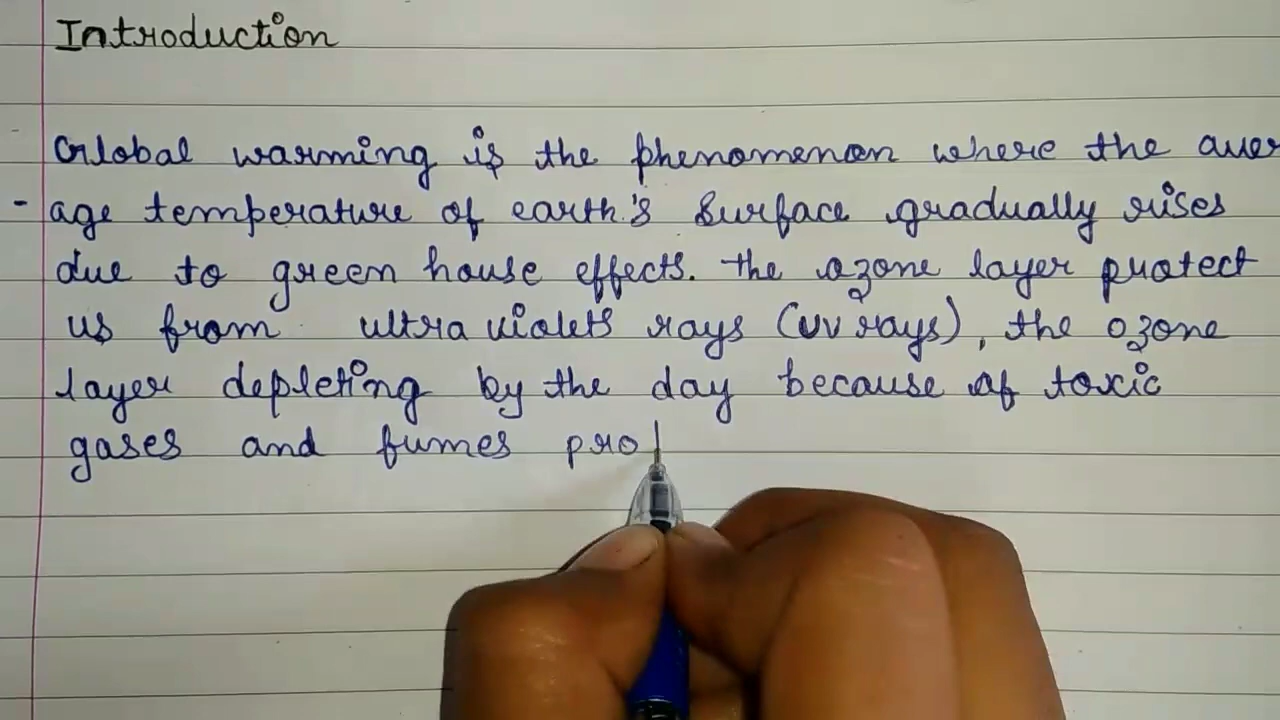 Introduction
Global warming is the phenomenon where the aver
- age temperature of earth's surface gradually rises
due to green house effects. the ozone layer protect
us from ultra violets rays (UV rays), the ozone
layer depleting by the day because of toxic
gases and fumes pro